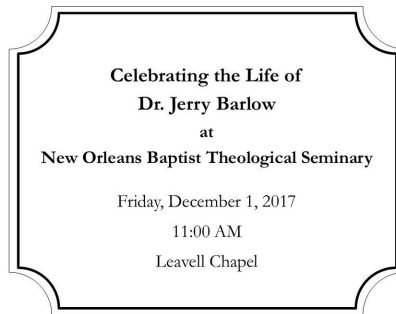 Celebrating the Life of
Dr. Jerry Barlow
at
New Orleans Baptist Theological Seminary
Friday, December 1, 2017
11:00 AM
Leavell Chapel